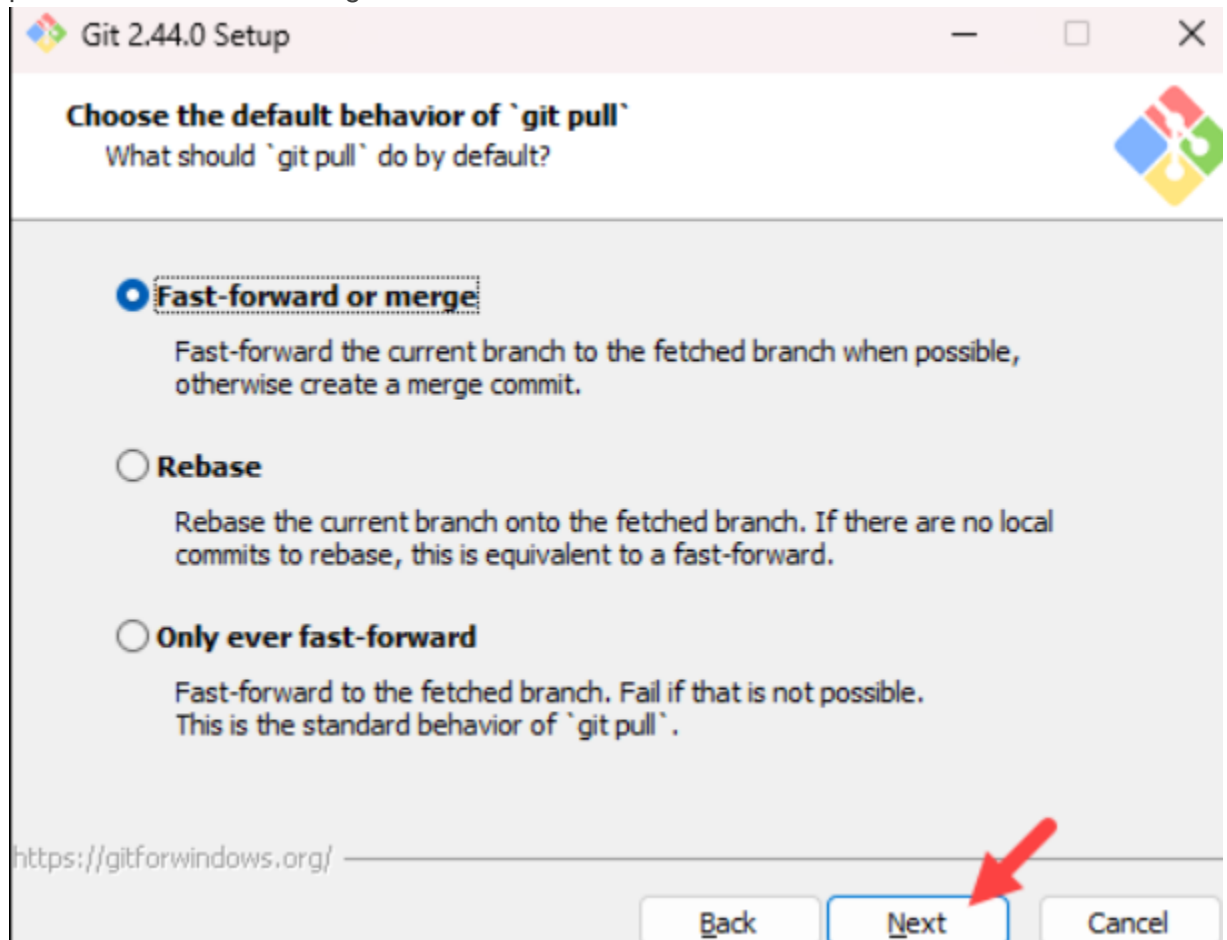 Git 2.44.0 Setup
Choose the default behavior of `git pull`
What should `git pull` do by default?
Fast-forward or merge
Fast-forward the current branch to the fetched branch when possible,
otherwise create a merge commit.
Rebase
Rebase the current branch onto the fetched branch. If there are no local
commits to rebase, this is equivalent to a fast-forward.
Only ever fast-forward
Fast-forward to the fetched branch. Fail if that is not possible.
This is the standard behavior of `git pull`.
https://gitforwindows.org/
Back Next Cancel